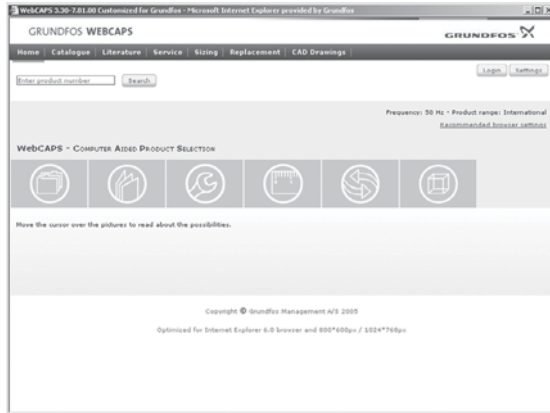 WebCAPS 3.30-7.01.00 Customized for Grundfos - Microsoft Internet Explorer provided by Grundfos
GRUNDFOS WEBCAPS
GRUNDFOS
Home | Catalogue | Literature | Service | Sizing | Replacement | CAD Drawings
Login Settings
Enter product number Search
Frequency: 50 Hz - Product range: International
Recommended browser settings
WebCAPS - Computer Aided Product Selection
Move the cursor over the pictures to read about the possibilities.
Copyright © Grundfos Management A/S 2005
Optimised for Internet Explorer 6.0 browser and 800*600px / 1024*768px